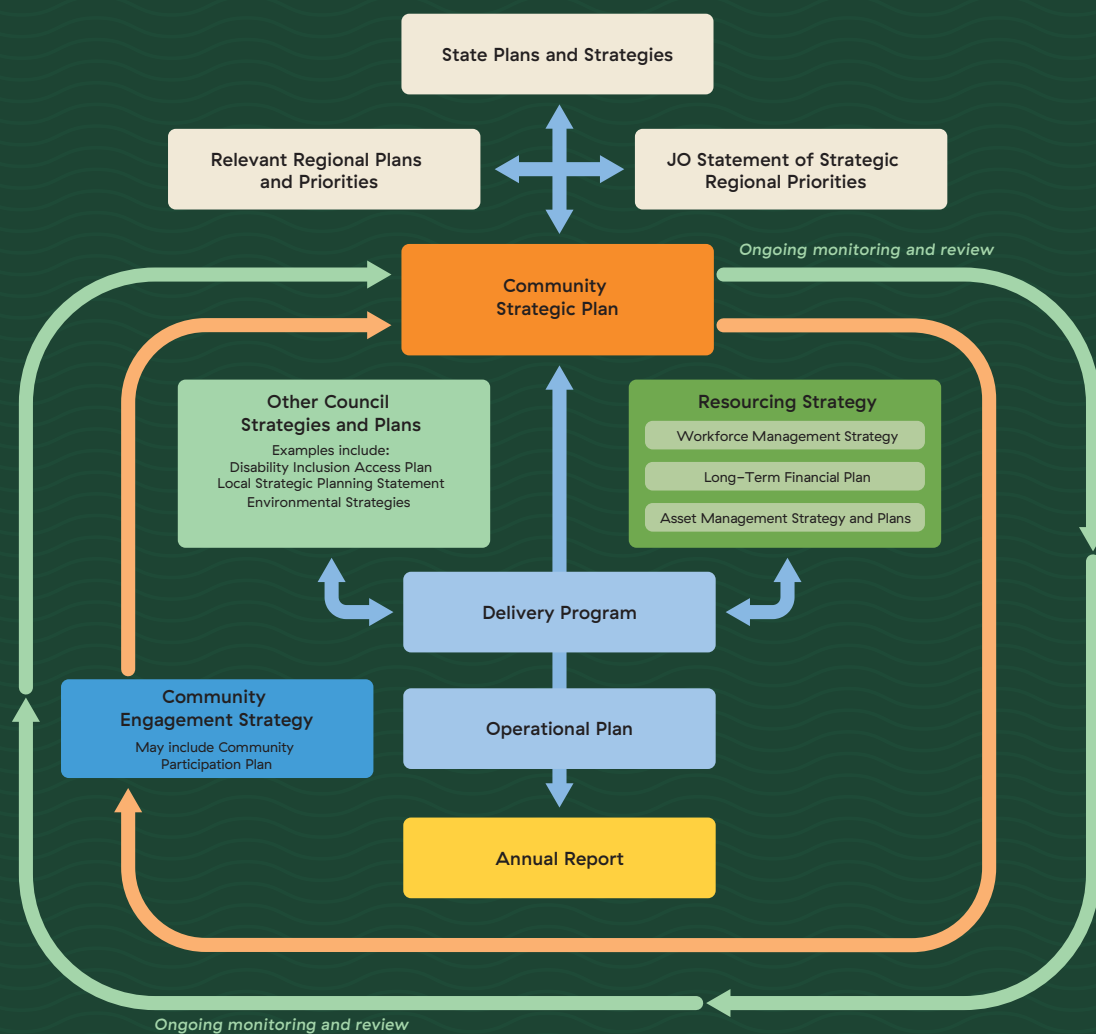 State Plans and Strategies
Relevant Regional Plans
and Priorities
JO Statement of Strategic
Regional Priorities
Ongoing monitoring and review
Community
Strategic Plan
Other Council
Strategies and Plans
Examples include:
Disability Inclusion Access Plan
Local Strategic Planning Statement
Environmental Strategies
Resourcing Strategy
Workforce Management Strategy
Long-Term Financial Plan
Asset Management Strategy and Plans
Delivery Program
Community
Engagement Strategy
May include Community
Participation Plan
Operational Plan
Annual Report
Ongoing monitoring and review